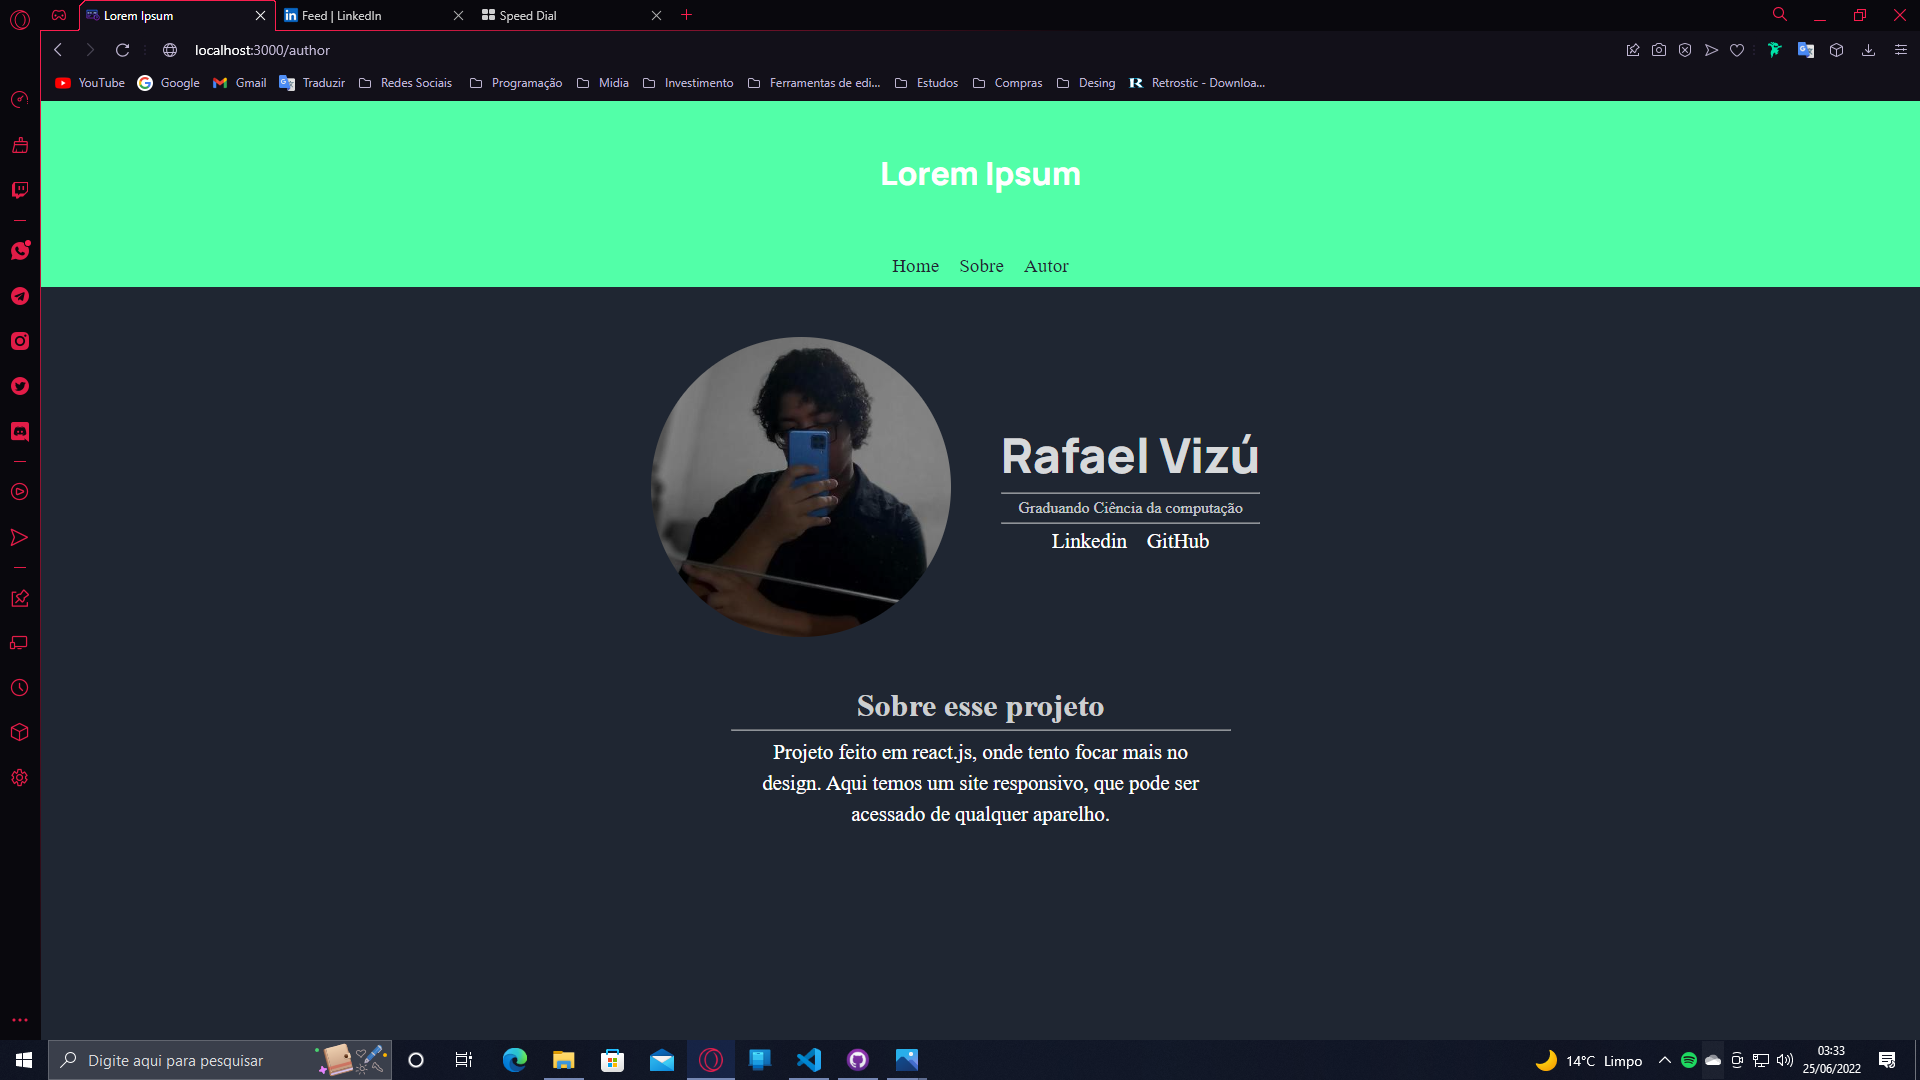 Lorem Ipsum
Feed | LinkedIn
Speed Dial
localhost:3000/author
YouTube
Google
Gmail
Traduzir
Redes Sociais
Programação
Midia
Investimento
Ferramentas de edi...
Estudos
Compras
Desing
Retrostic - Downloa...
Lorem Ipsum
Home Sobre Autor
Rafael Vizú
Graduando Ciência da computação
Linkedin GitHub
Sobre esse projeto
Projeto feito em react.js, onde tento focar mais no
design. Aqui temos um site responsivo, que pode ser
acessado de qualquer aparelho.
Digite aqui para pesquisar
14°C Limpo
03:33
25/06/2022